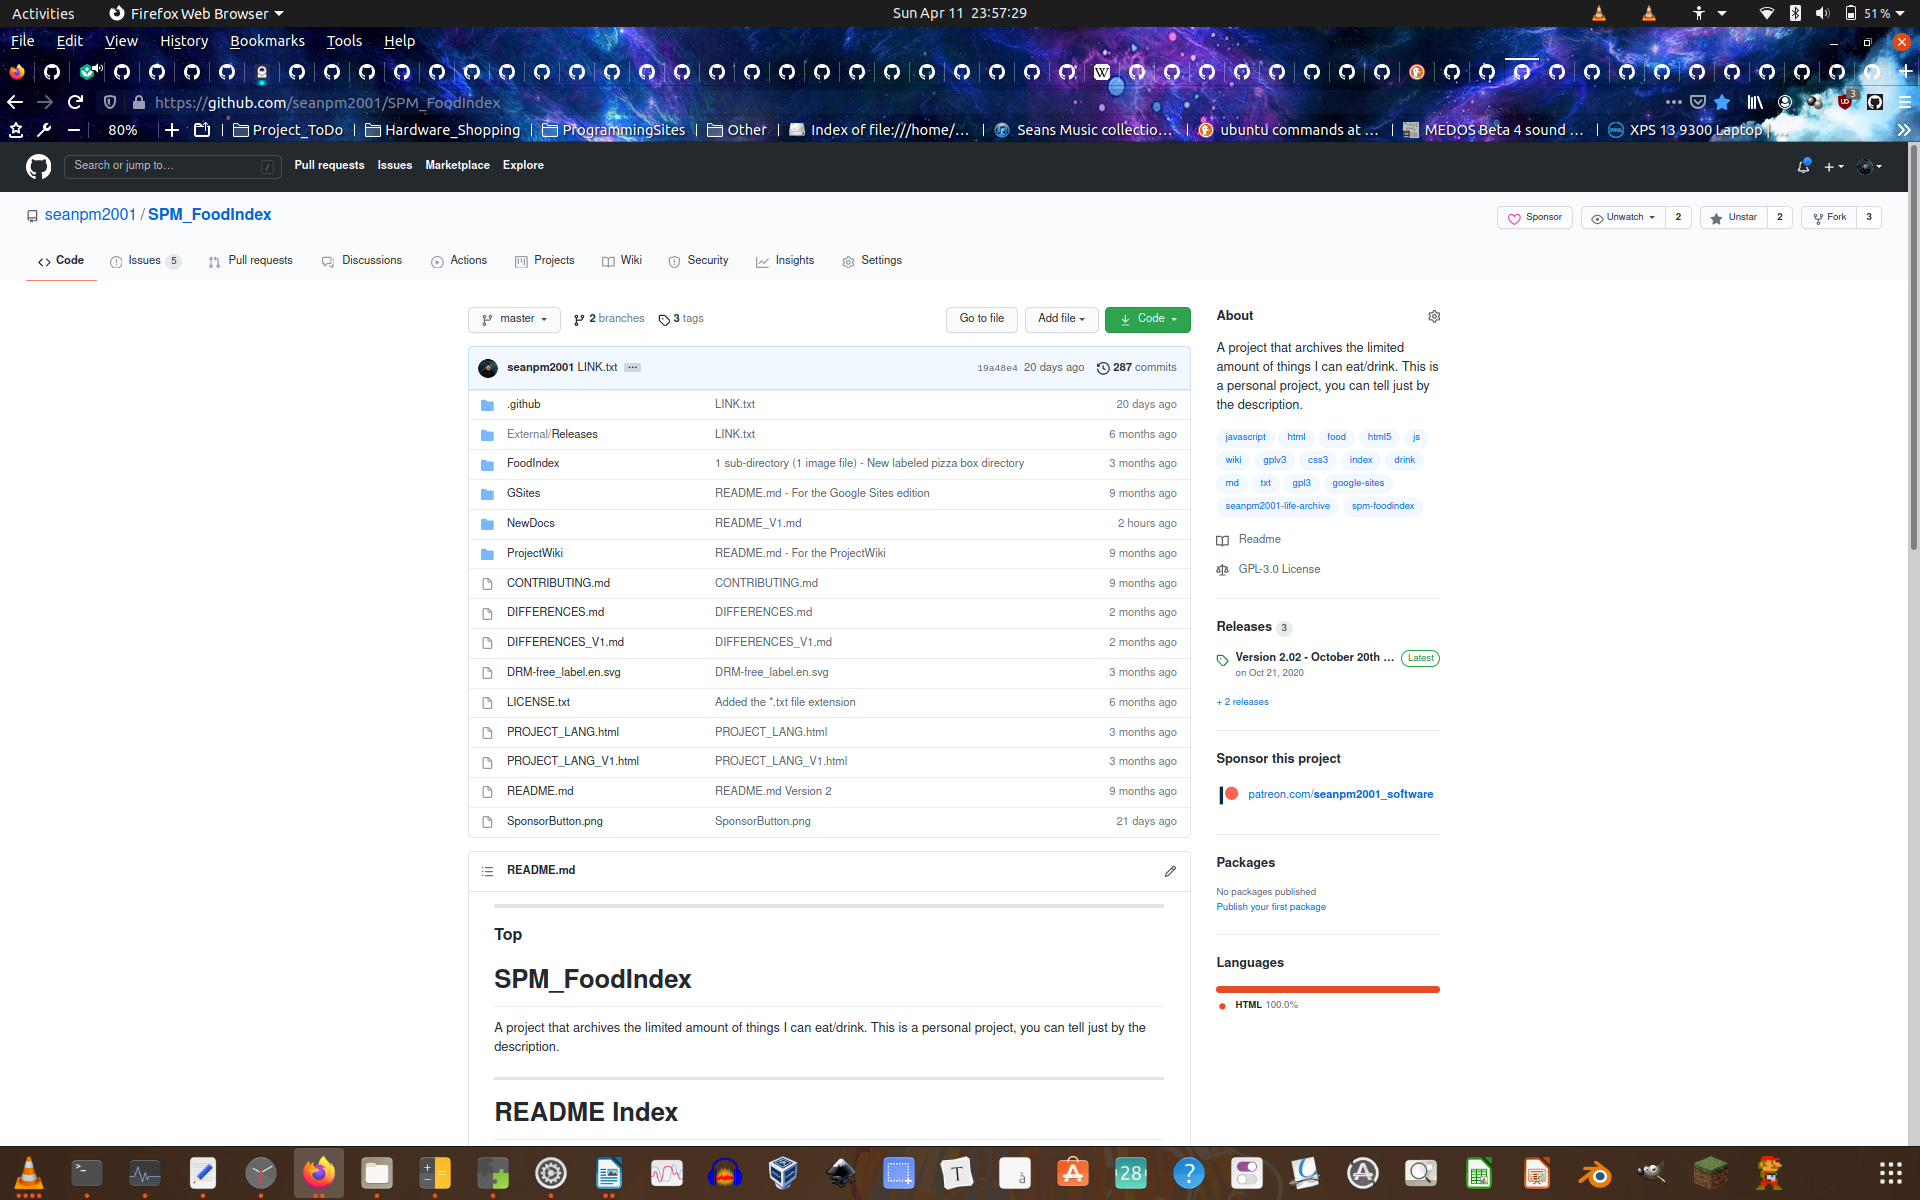 Activities
Firefox Web Browser
Sun Apr 11 23:57:29
51 %
File Edit View History Bookmarks Tools Help
https://github.com/seanpm2001/SPM_FoodIndex
3
80%
Project_ToDo
Hardware_Shopping
ProgrammingSites
Other
Index of file:///home/...
Seans Music collectio...
ubuntu commands at ...
MEDOS Beta 4 sound ...
XPS 13 9300 Laptop
Search or jump to...
/
Pull requests Issues Marketplace Explore
seanpm2001 / SPM_FoodIndex
Sponsor
Unwatch 2
Unstar 2
Fork 3
Code
Issues 5
Pull requests
Discussions
Actions
Projects
Wiki
Security
Insights
Settings
master
2 branches
3 tags
Go to file
Add file
Code
seanpm2001 LINK.txt ...
19a48e4 20 days ago
287 commits
.github LINK.txt 20 days ago
External/Releases LINK.txt 6 months ago
FoodIndex 1 sub-directory (1 image file) - New labeled pizza box directory 3 months ago
GSites README.md - For the Google Sites edition 9 months ago
NewDocs README_V1.md 2 hours ago
ProjectWiki README.md - For the ProjectWiki 9 months ago
CONTRIBUTING.md CONTRIBUTING.md 9 months ago
DIFFERENCES.md DIFFERENCES.md 2 months ago
DIFFERENCES_V1.md DIFFERENCES_V1.md 2 months ago
DRM-free_label.en.svg DRM-free_label.en.svg 3 months ago
LICENSE.txt Added the *.txt file extension 6 months ago
PROJECT_LANG.html PROJECT_LANG.html 3 months ago
PROJECT_LANG_V1.html PROJECT_LANG_V1.html 3 months ago
README.md README.md Version 2 9 months ago
SponsorButton.png SponsorButton.png 21 days ago
README.md
Top
SPM_FoodIndex
A project that archives the limited amount of things I can eat/drink. This is a personal project, you can tell just by the
description.
README Index
About
A project that archives the limited
amount of things I can eat/drink. This is
a personal project, you can tell just by
the description.
javascript html food html5 js
wiki gplv3 css3 index drink
md txt gpl3 google-sites
seanpm2001-life-archive spm-foodindex
Readme
GPL-3.0 License
Releases 3
Version 2.02 - October 20th ... Latest
on Oct 21, 2020
+ 2 releases
Sponsor this project
patreon.com/seanpm2001_software
Packages
No packages published
Publish your first package
Languages
HTML 100.0%